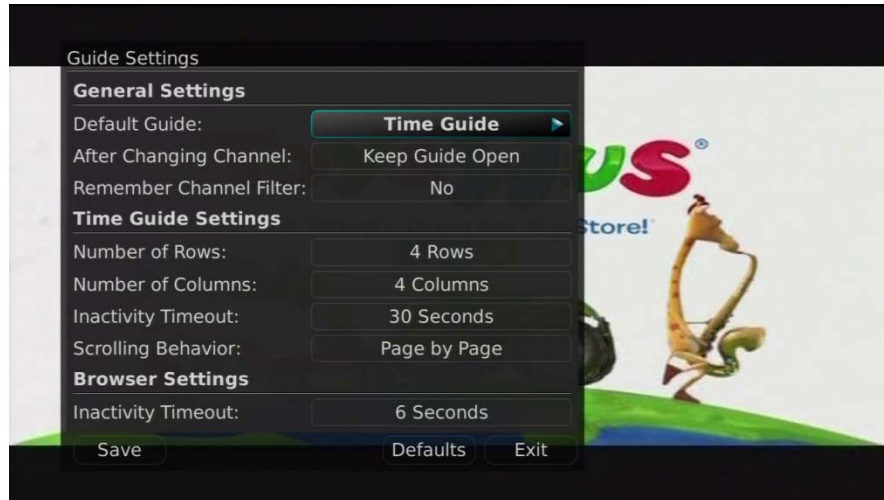 Guide Settings
General Settings
Default Guide: Time Guide
After Changing Channel: Keep Guide Open
Remember Channel Filter: No
Time Guide Settings
Number of Rows: 4 Rows
Number of Columns: 4 Columns
Inactivity Timeout: 30 Seconds
Scrolling Behavior: Page by Page
Browser Settings
Inactivity Timeout: 6 Seconds
Save Defaults Exit
US®
Store!